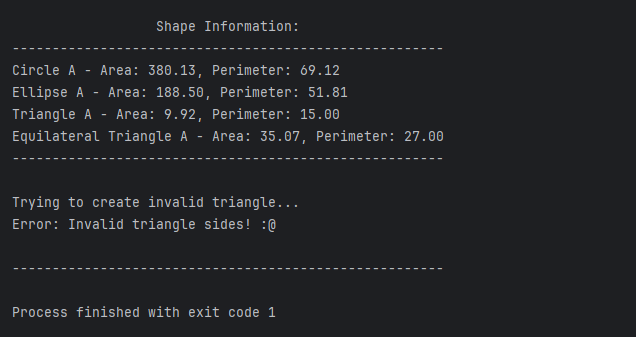 Shape Information:
------------------------------------------------------
Circle A - Area: 380.13, Perimeter: 69.12
Ellipse A - Area: 188.50, Perimeter: 51.81
Triangle A - Area: 9.92, Perimeter: 15.00
Equilateral Triangle A - Area: 35.07, Perimeter: 27.00
------------------------------------------------------
Trying to create invalid triangle...
Error: Invalid triangle sides! :@
------------------------------------------------------
Process finished with exit code 1